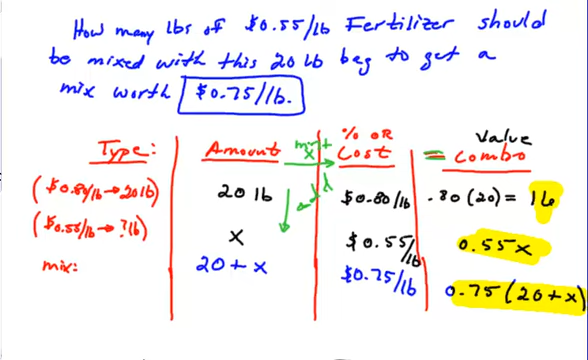 How many lbs of $0.55/lb Fertilizer should
be mixed with this 20 lb bag to get a
mix worth $0.75/lb.
Type: Amount mult X % OR Cost = Value Combo
($0.80/lb → 20lb) 20 lb add $0.80/lb .80(20) = 16
($0.55/lb → ?lb) x $0.55/lb 0.55x
mix: 20 + x $0.75/lb 0.75(20+x)